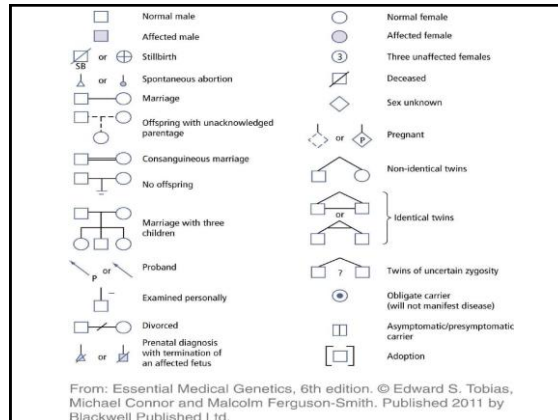 Normal male
Affected male
or
Stillbirth
SB
or
Spontaneous abortion
Marriage
Offspring with unacknowledged
parentage
Consanguineous marriage
No offspring
Marriage with three
children
P
or
Proband
Examined personally
Divorced
or
Prenatal diagnosis
with termination of
an affected fetus
Normal female
Affected female
3
Three unaffected females
Deceased
Sex unknown
or
P
Pregnant
Non-identical twins
or
Identical twins
?
Twins of uncertain zygosity
Obligate carrier
(will not manifest disease)
Asymptomatic/presymptomatic
carrier
Adoption
From: Essential Medical Genetics, 6th edition. © Edward S. Tobias,
Michael Connor and Malcolm Ferguson-Smith. Published 2011 by
Blackwell Published Ltd.